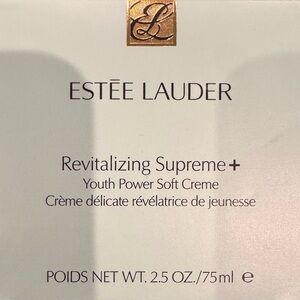 EL
ESTĒE LAUDER
Revitalizing Supreme+
Youth Power Soft Creme
Crème délicate révélatrice de jeunesse
POIDS NET WT. 2.5 OZ./75ml ℮